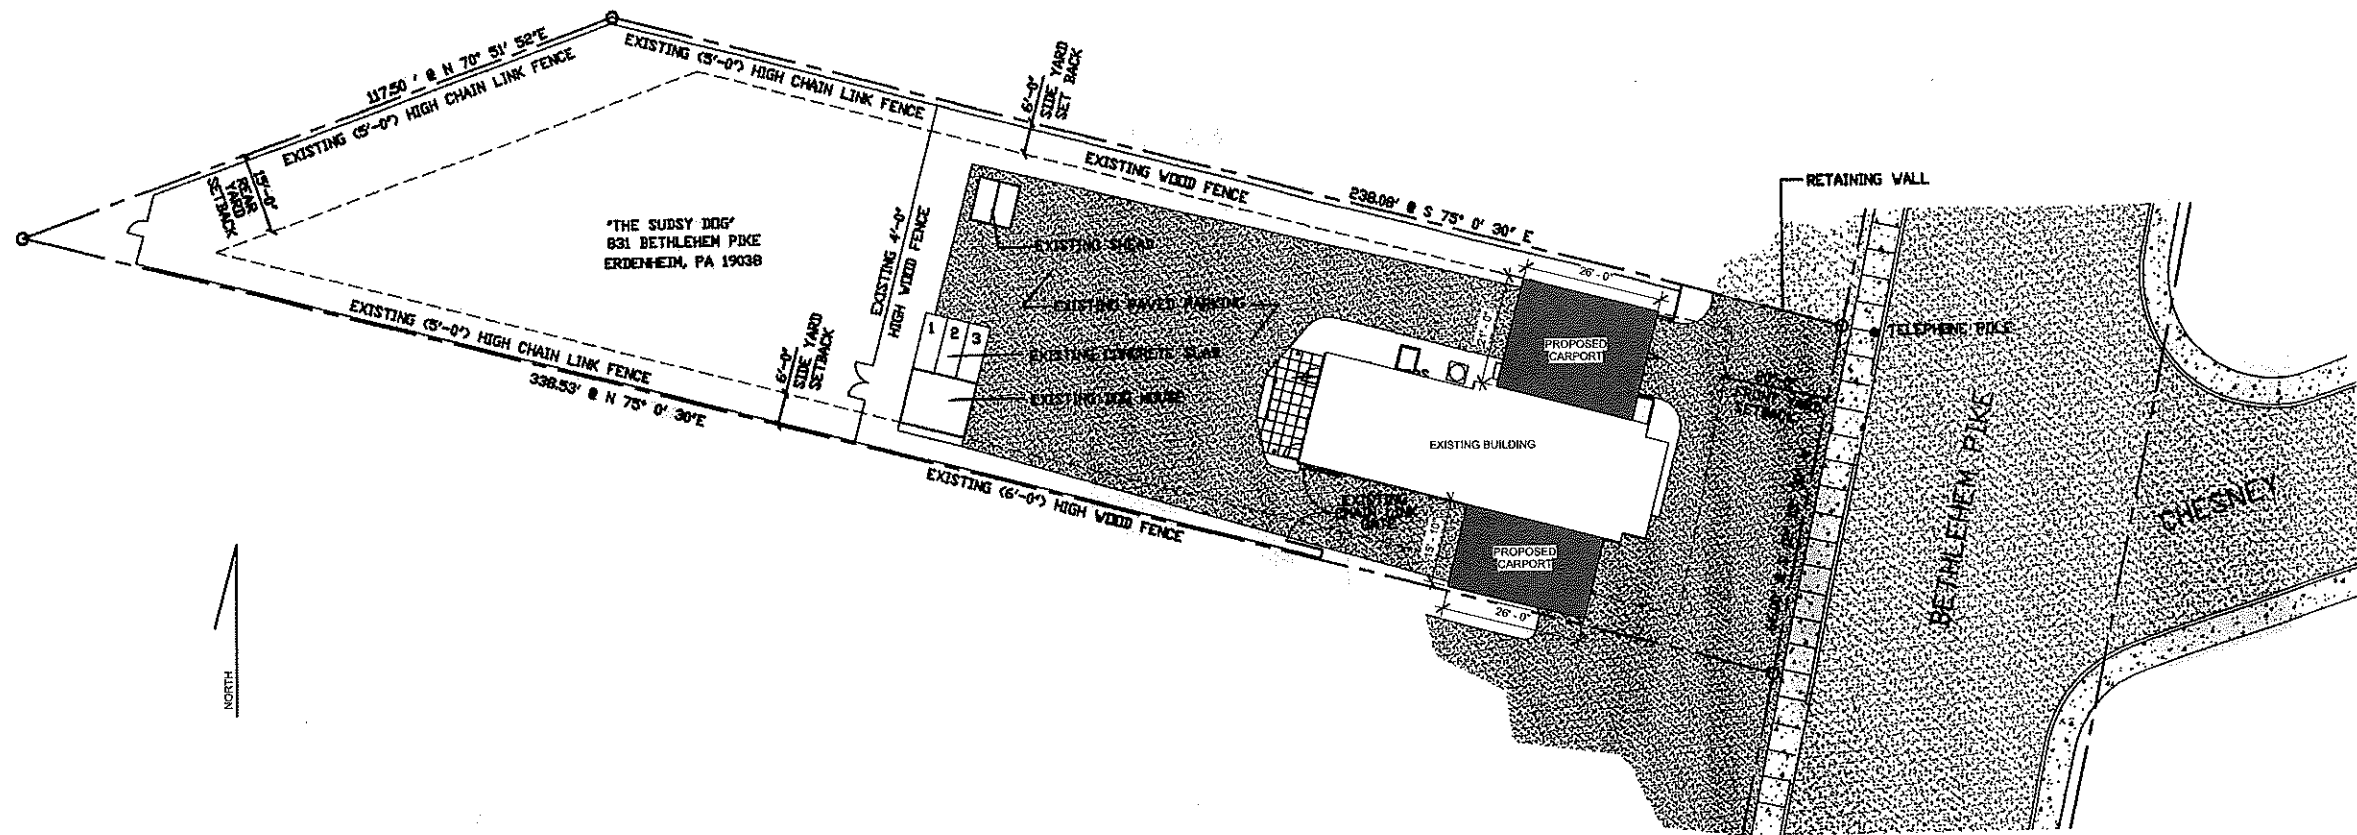 117.50 ' @ N 70° 51' 52"E
EXISTING (5'-0") HIGH CHAIN LINK FENCE
EXISTING (5'-0") HIGH CHAIN LINK FENCE
6'-0"
SIDE YARD
SET BACK
EXISTING WOOD FENCE
238.08' @ S 75° 0' 30" E
RETAINING WALL
15'-0"
REAR
YARD
SETBACK
"THE SUDSY DOG"
831 BETHLEHEM PIKE
ERDENHEIM, PA 19038
EXISTING 4'-0"
HIGH WOOD FENCE
EXISTING SHEAD
EXISTING PAVED PARKING
1 2 3
EXISTING CONCRETE SLAB
EXISTING DOG HOUSE
26' - 0"
PROPOSED
CARPORT
TELEPHONE POLE
FRONT YARD
SETBACK
EXISTING BUILDING
EXISTING (5'-0") HIGH CHAIN LINK FENCE
338.53' @ N 75° 0' 30"E
6'-0"
SIDE YARD
SETBACK
EXISTING (6'-0") HIGH WOOD FENCE
EXISTING
CHAIN LINK
GATE
PROPOSED
CARPORT
26' - 0"
BETHLEHEM PIKE
CHESNEY
NORTH